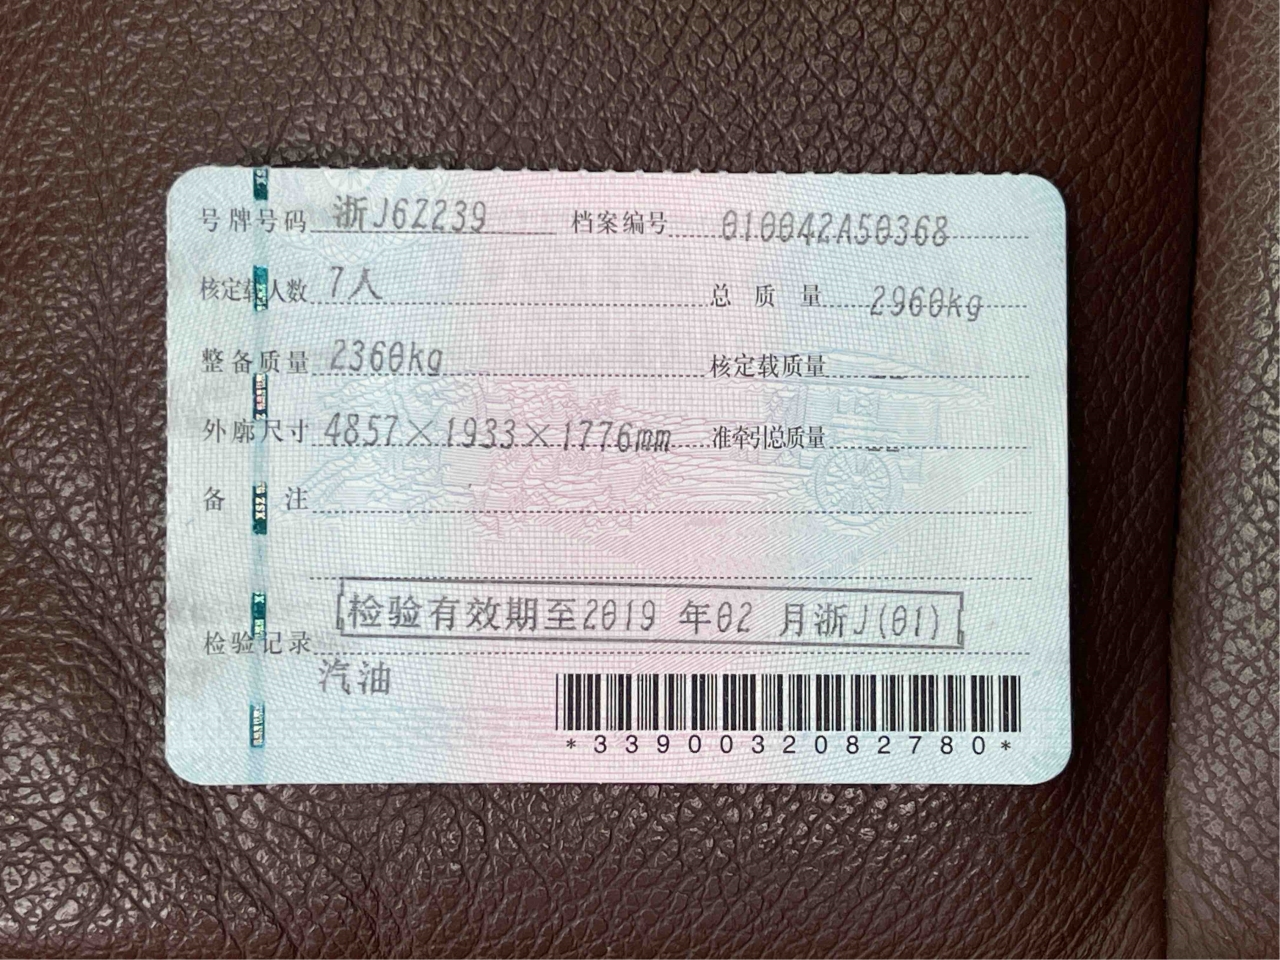 号牌号码 浙J6Z239 档案编号 010042A50368
核定载人数 7人 总质量 2960kg
整备质量 2360kg 核定载质量 --
外廓尺寸 4857×1933×1776mm 准牵引总质量 --
备注
检验记录 检验有效期至2019 年02 月浙J(01)
汽油
*3390032082780*